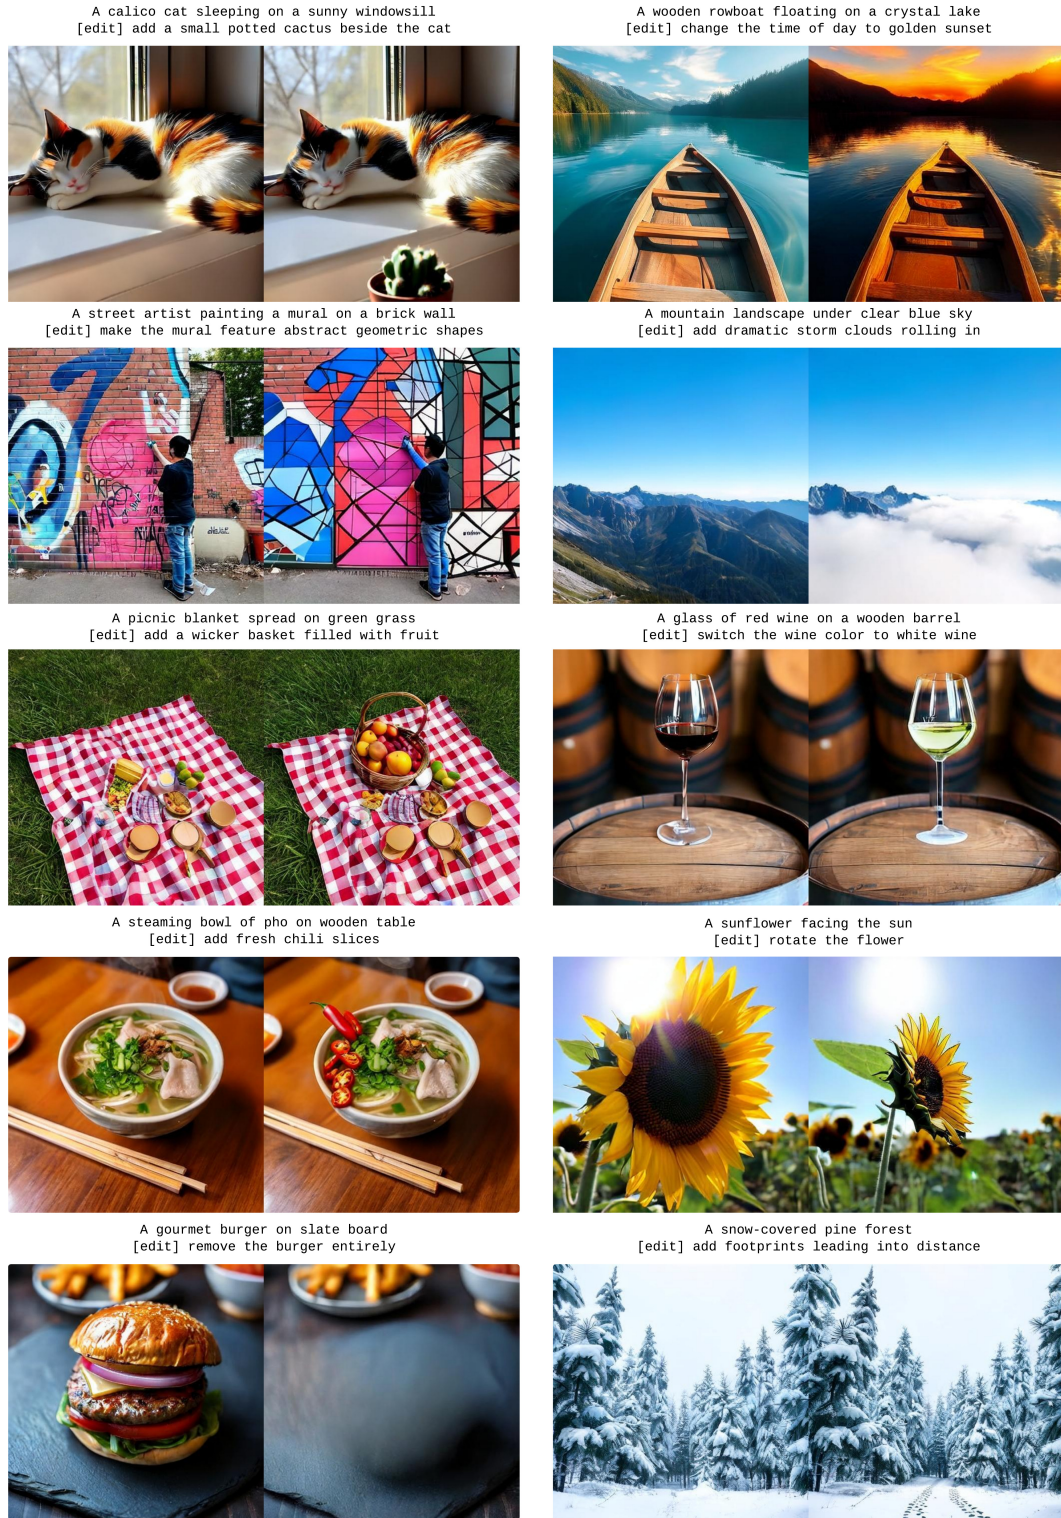 A calico cat sleeping on a sunny windowsill
[edit] add a small potted cactus beside the cat
A wooden rowboat floating on a crystal lake
[edit] change the time of day to golden sunset
A street artist painting a mural on a brick wall
[edit] make the mural feature abstract geometric shapes
A mountain landscape under clear blue sky
[edit] add dramatic storm clouds rolling in
A picnic blanket spread on green grass
[edit] add a wicker basket filled with fruit
A glass of red wine on a wooden barrel
[edit] switch the wine color to white wine
A steaming bowl of pho on wooden table
[edit] add fresh chili slices
A sunflower facing the sun
[edit] rotate the flower
A gourmet burger on slate board
[edit] remove the burger entirely
A snow-covered pine forest
[edit] add footprints leading into distance